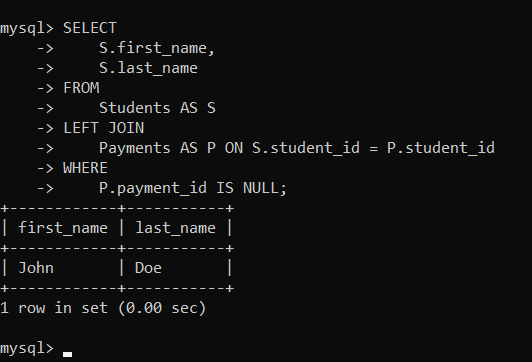 mysql> SELECT
    ->     S.first_name,
    ->     S.last_name
    -> FROM
    ->     Students AS S
    -> LEFT JOIN
    ->     Payments AS P ON S.student_id = P.student_id
    -> WHERE
    ->     P.payment_id IS NULL;
+------------+-----------+
| first_name | last_name |
+------------+-----------+
| John       | Doe       |
+------------+-----------+
1 row in set (0.00 sec)
mysql>